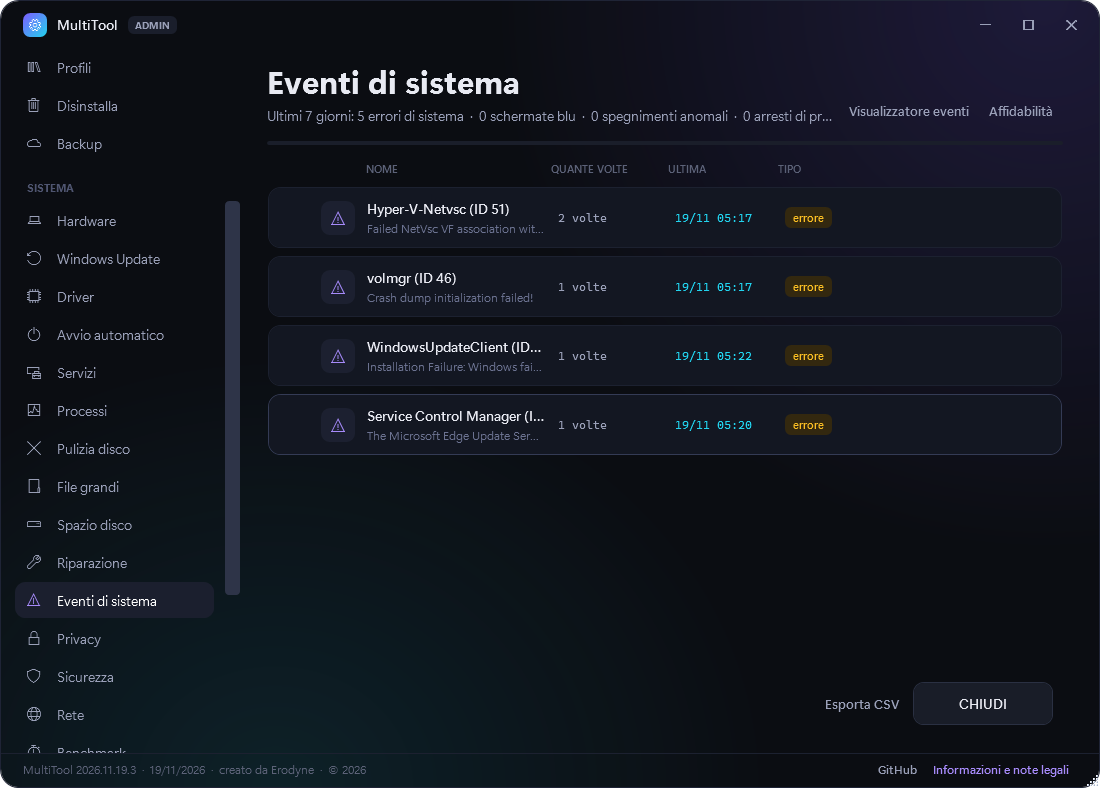 MultiTool ADMIN
Profili
Disinstalla
Backup
SISTEMA
Hardware
Windows Update
Driver
Avvio automatico
Servizi
Processi
Pulizia disco
File grandi
Spazio disco
Riparazione
Eventi di sistema
Privacy
Sicurezza
Rete
Benchmark
Eventi di sistema
Ultimi 7 giorni: 5 errori di sistema · 0 schermate blu · 0 spegnimenti anomali · 0 arresti di pr...
Visualizzatore eventi Affidabilità
NOME QUANTE VOLTE ULTIMA TIPO
Hyper-V-Netvsc (ID 51)
Failed NetVsc VF association wit...
2 volte 19/11 05:17 errore
volmgr (ID 46)
Crash dump initialization failed!
1 volte 19/11 05:17 errore
WindowsUpdateClient (ID...
Installation Failure: Windows fai...
1 volte 19/11 05:22 errore
Service Control Manager (I...
The Microsoft Edge Update Ser...
1 volte 19/11 05:20 errore
Esporta CSV CHIUDI
MultiTool 2026.11.19.3 · 19/11/2026 · creato da Erodyne · © 2026
GitHub Informazioni e note legali